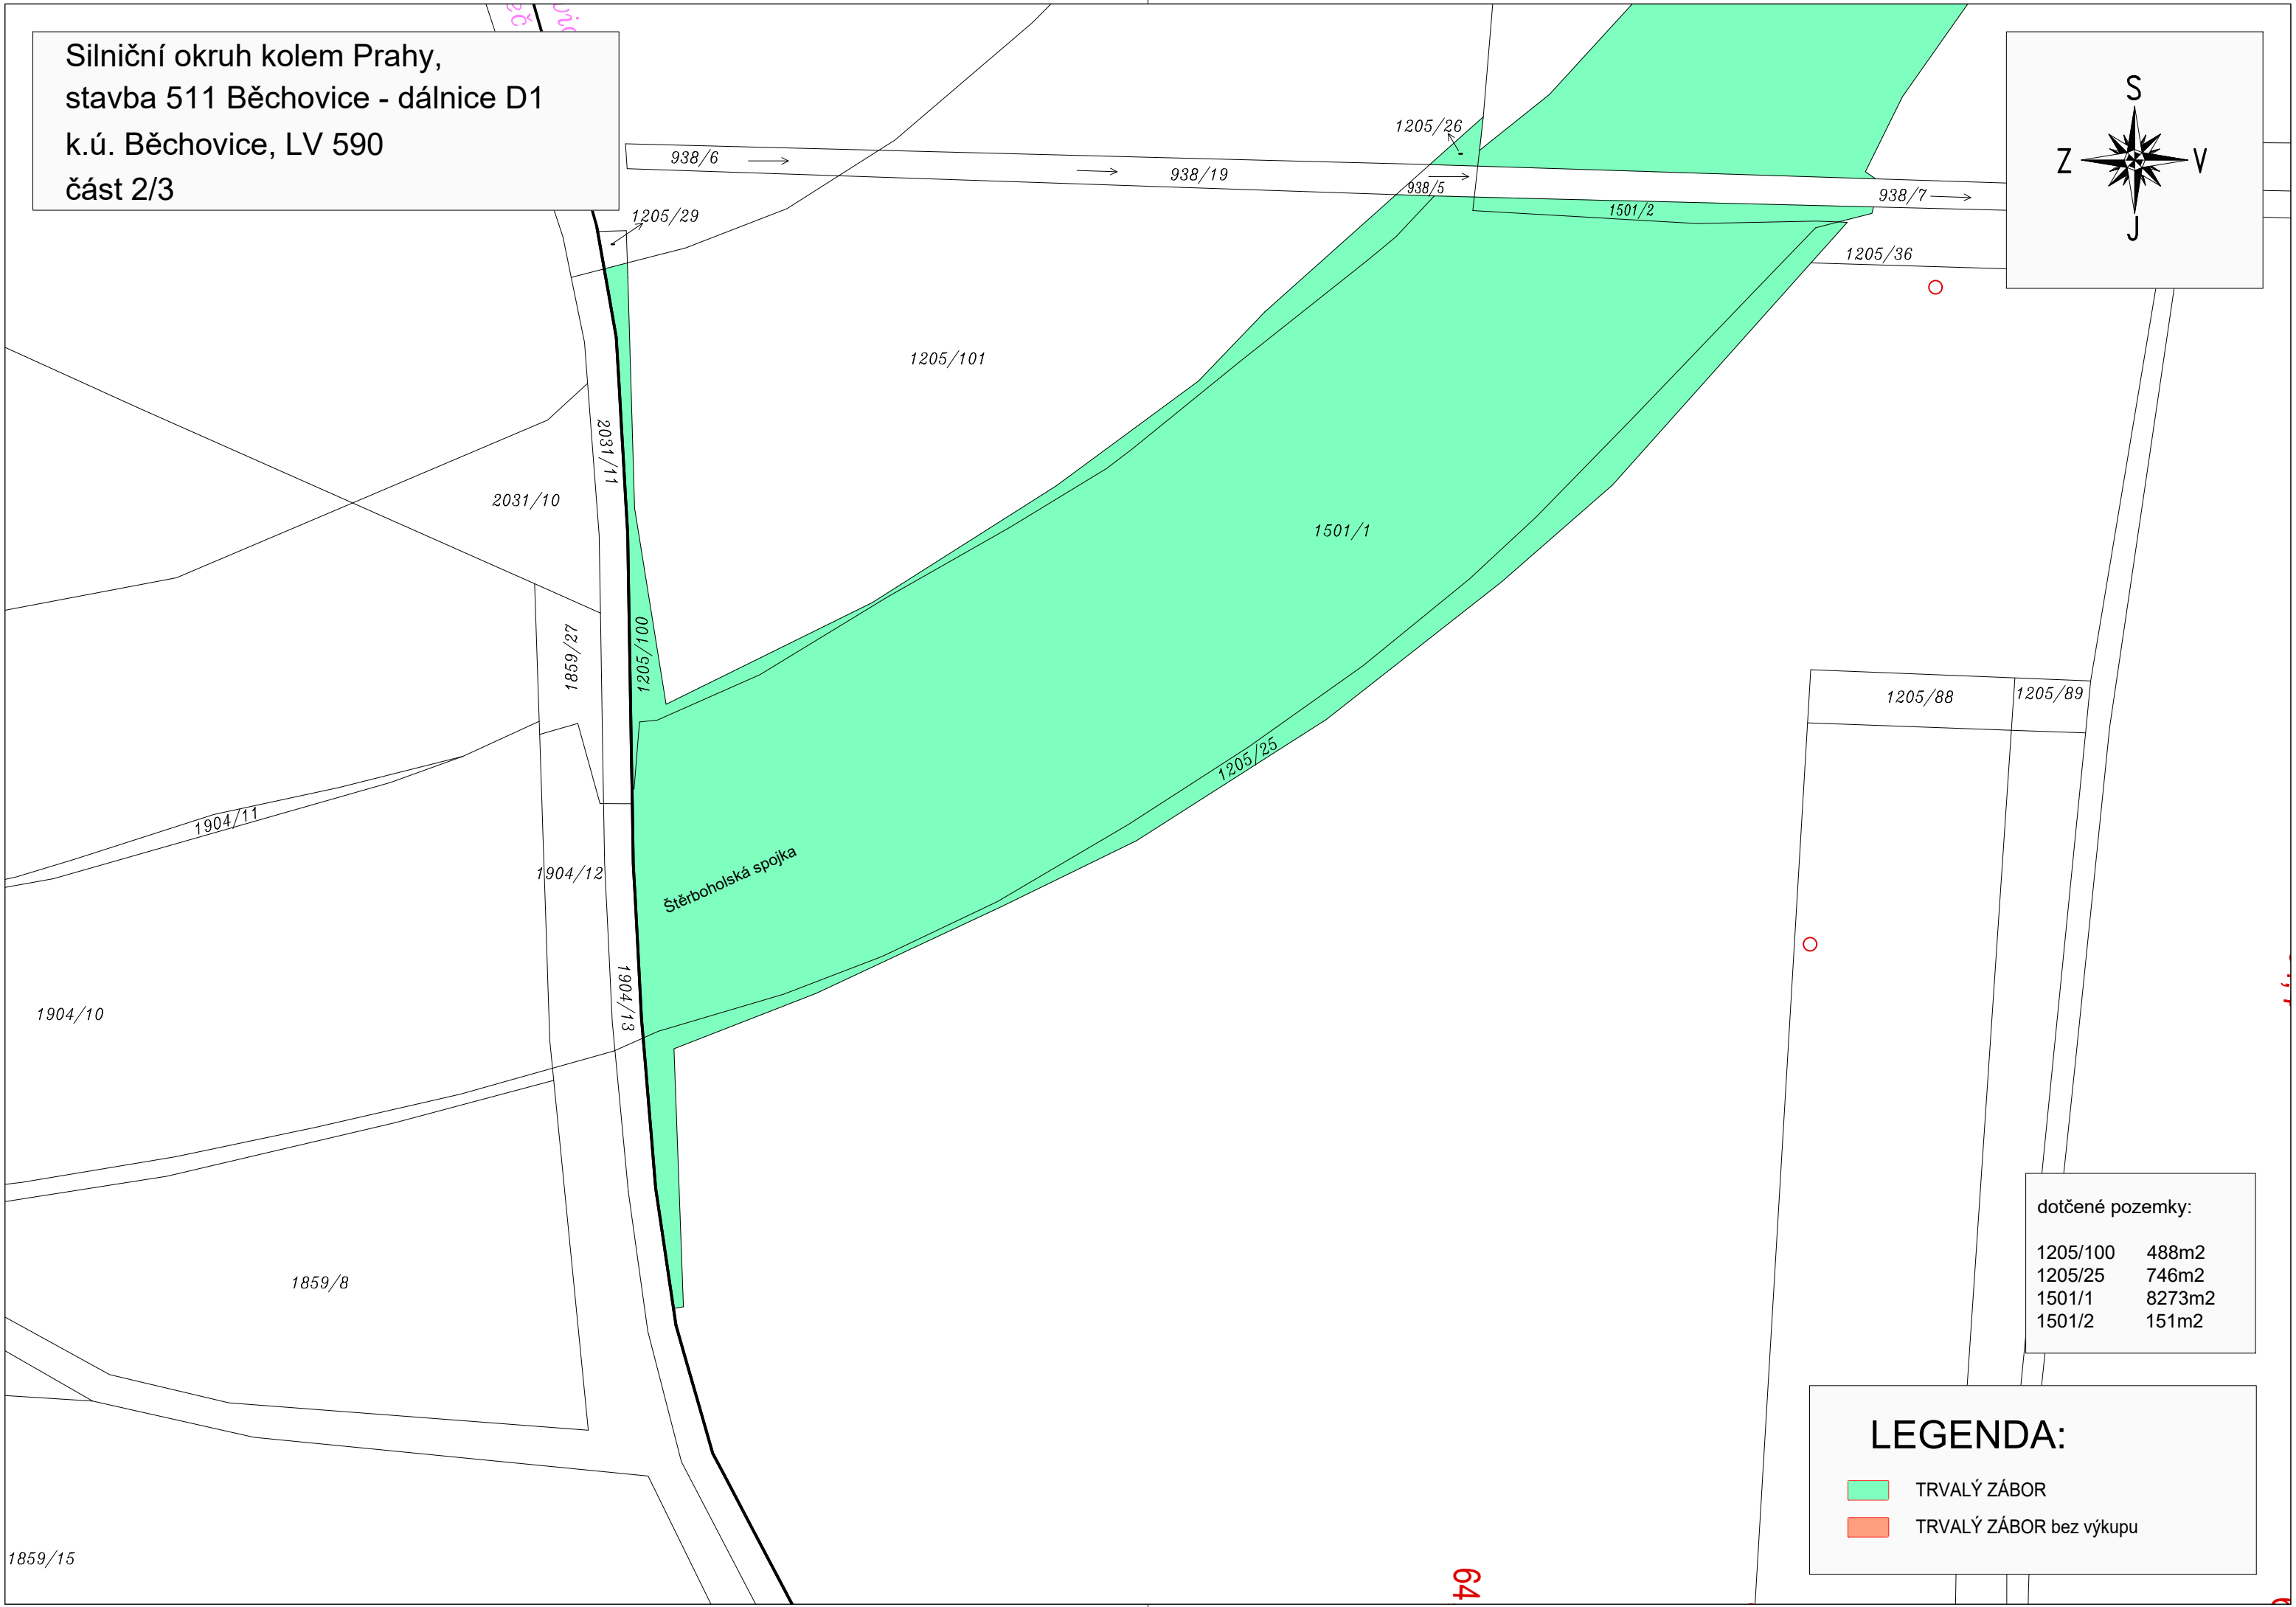 Silniční okruh kolem Prahy,
stavba 511 Běchovice - dálnice D1
k.ú. Běchovice, LV 590
část 2/3
S
Z
V
J
1205/26
938/6
938/19
938/5
938/7
1501/2
1205/29
1205/36
1205/101
2031/11
2031/10
1501/1
1859/27
1205/100
1205/88
1205/89
1205/25
1904/11
1904/12
Štěrboholská spojka
1904/13
1904/10
1859/8
1859/15
64
dotčené pozemky:
1205/100 488m2
1205/25 746m2
1501/1 8273m2
1501/2 151m2
LEGENDA:
TRVALÝ ZÁBOR
TRVALÝ ZÁBOR bez výkupu